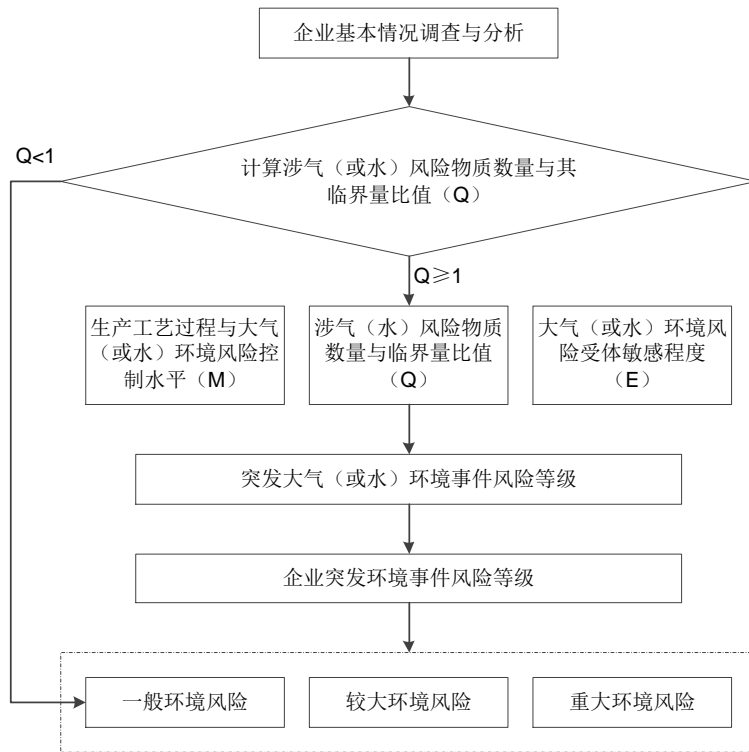 企业基本情况调查与分析
Q<1
计算涉气（或水）风险物质数量与其
临界量比值（Q）
Q≥1
生产工艺过程与大气
（或水）环境风险控
制水平（M）
涉气（水）风险物质
数量与临界量比值
（Q）
大气（或水）环境风
险受体敏感程度
（E）
突发大气（或水）环境事件风险等级
企业突发环境事件风险等级
一般环境风险
较大环境风险
重大环境风险